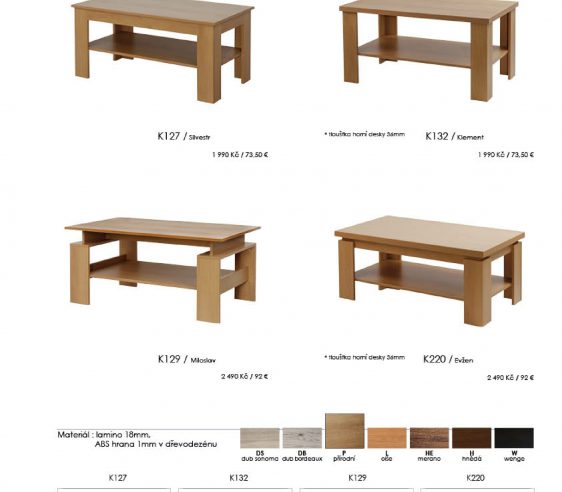 K127 / Silvestr
1 990 Kč / 73,50 €
* tloušťka horní desky 36mm K132 / Klement
1 990 Kč / 73,50 €
K129 / Miloslav
2 490 Kč / 92 €
* tloušťka horní desky 36mm K220 / Evžen
2 490 Kč / 92 €
Materiál : lamino 18mm,
ABS hrana 1mm v dřevodezénu
DS DB P L HE H W
dub sonoma dub bordeaux přírodní olše merano hnědá wenge
K127 K132 K129 K220